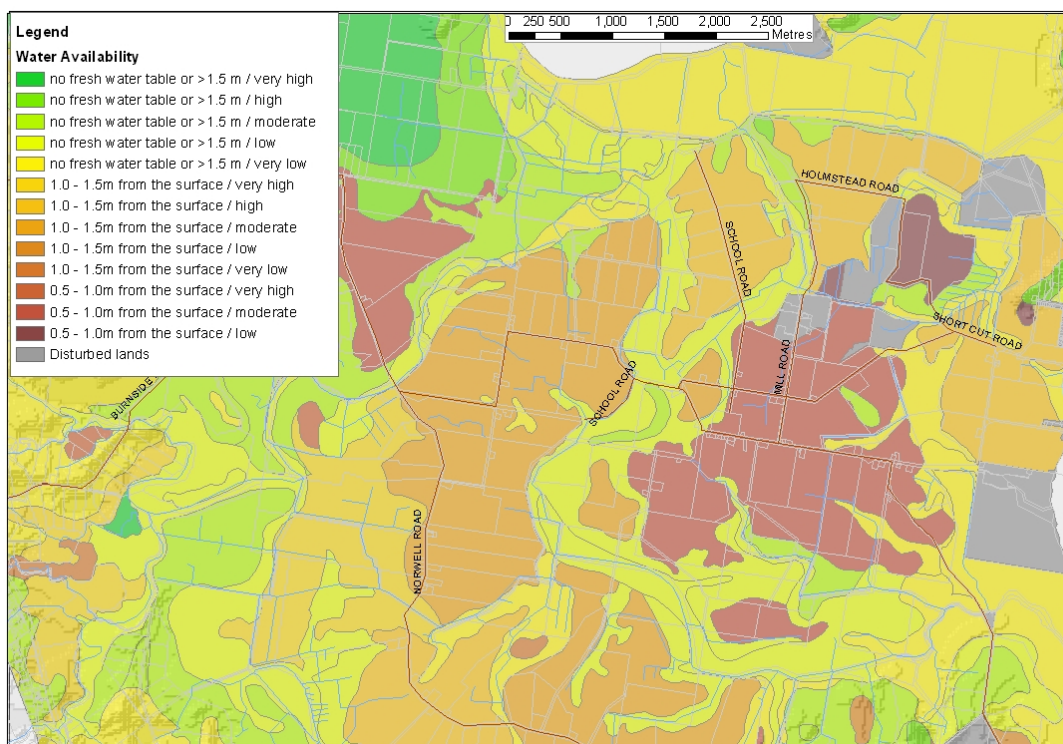 Legend
Water Availability
no fresh water table or >1.5 m / very high
no fresh water table or >1.5 m / high
no fresh water table or >1.5 m / moderate
no fresh water table or >1.5 m / low
no fresh water table or >1.5 m / very low
1.0 - 1.5m from the surface / very high
1.0 - 1.5m from the surface / high
1.0 - 1.5m from the surface / moderate
1.0 - 1.5m from the surface / low
1.0 - 1.5m from the surface / very low
0.5 - 1.0m from the surface / very high
0.5 - 1.0m from the surface / moderate
0.5 - 1.0m from the surface / low
Disturbed lands
0 250 500 1,000 1,500 2,000 2,500
Metres
HOLMSTEAD ROAD
SCHOOL ROAD
SHORT CUT ROAD
MILL ROAD
SCHOOL ROAD
BURNSIDE
NORWELL ROAD